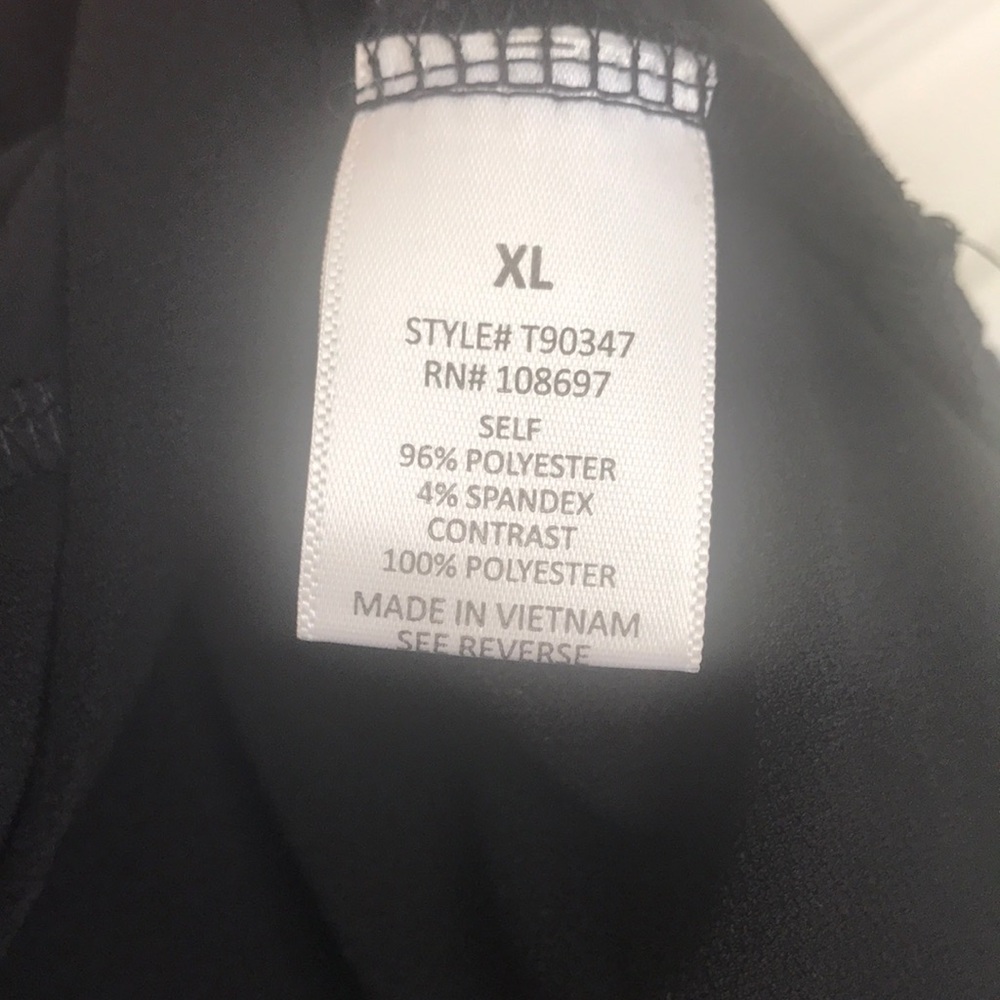 XL
STYLE# T90347
RN# 108697
SELF
96% POLYESTER
4% SPANDEX
CONTRAST
100% POLYESTER
MADE IN VIETNAM
SEE REVERSE